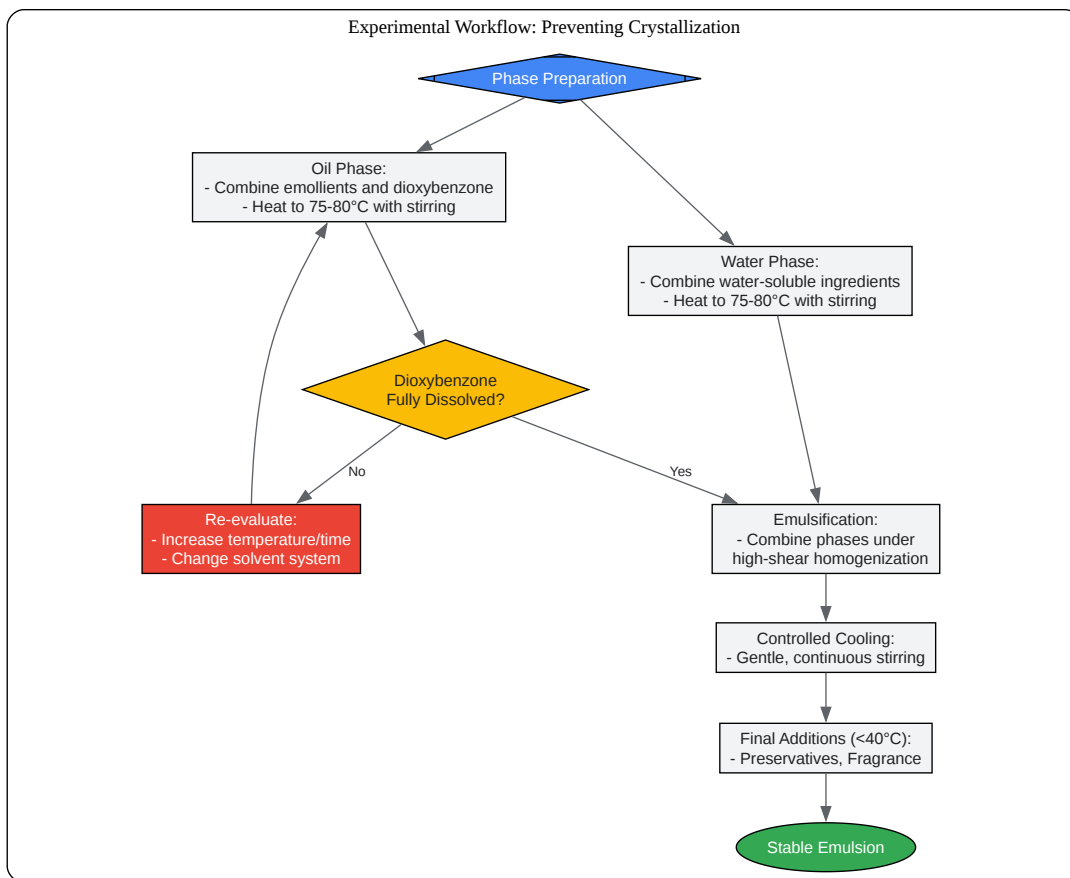 Experimental Workflow: Preventing Crystallization
Phase Preparation
Oil Phase:
- Combine emollients and dioxybenzone
- Heat to 75-80°C with stirring
Water Phase:
- Combine water-soluble ingredients
- Heat to 75-80°C with stirring
Dioxybenzone
Fully Dissolved?
No
Yes
Re-evaluate:
- Increase temperature/time
- Change solvent system
Emulsification:
- Combine phases under
high-shear homogenization
Controlled Cooling:
- Gentle, continuous stirring
Final Additions (<40°C):
- Preservatives, Fragrance
Stable Emulsion